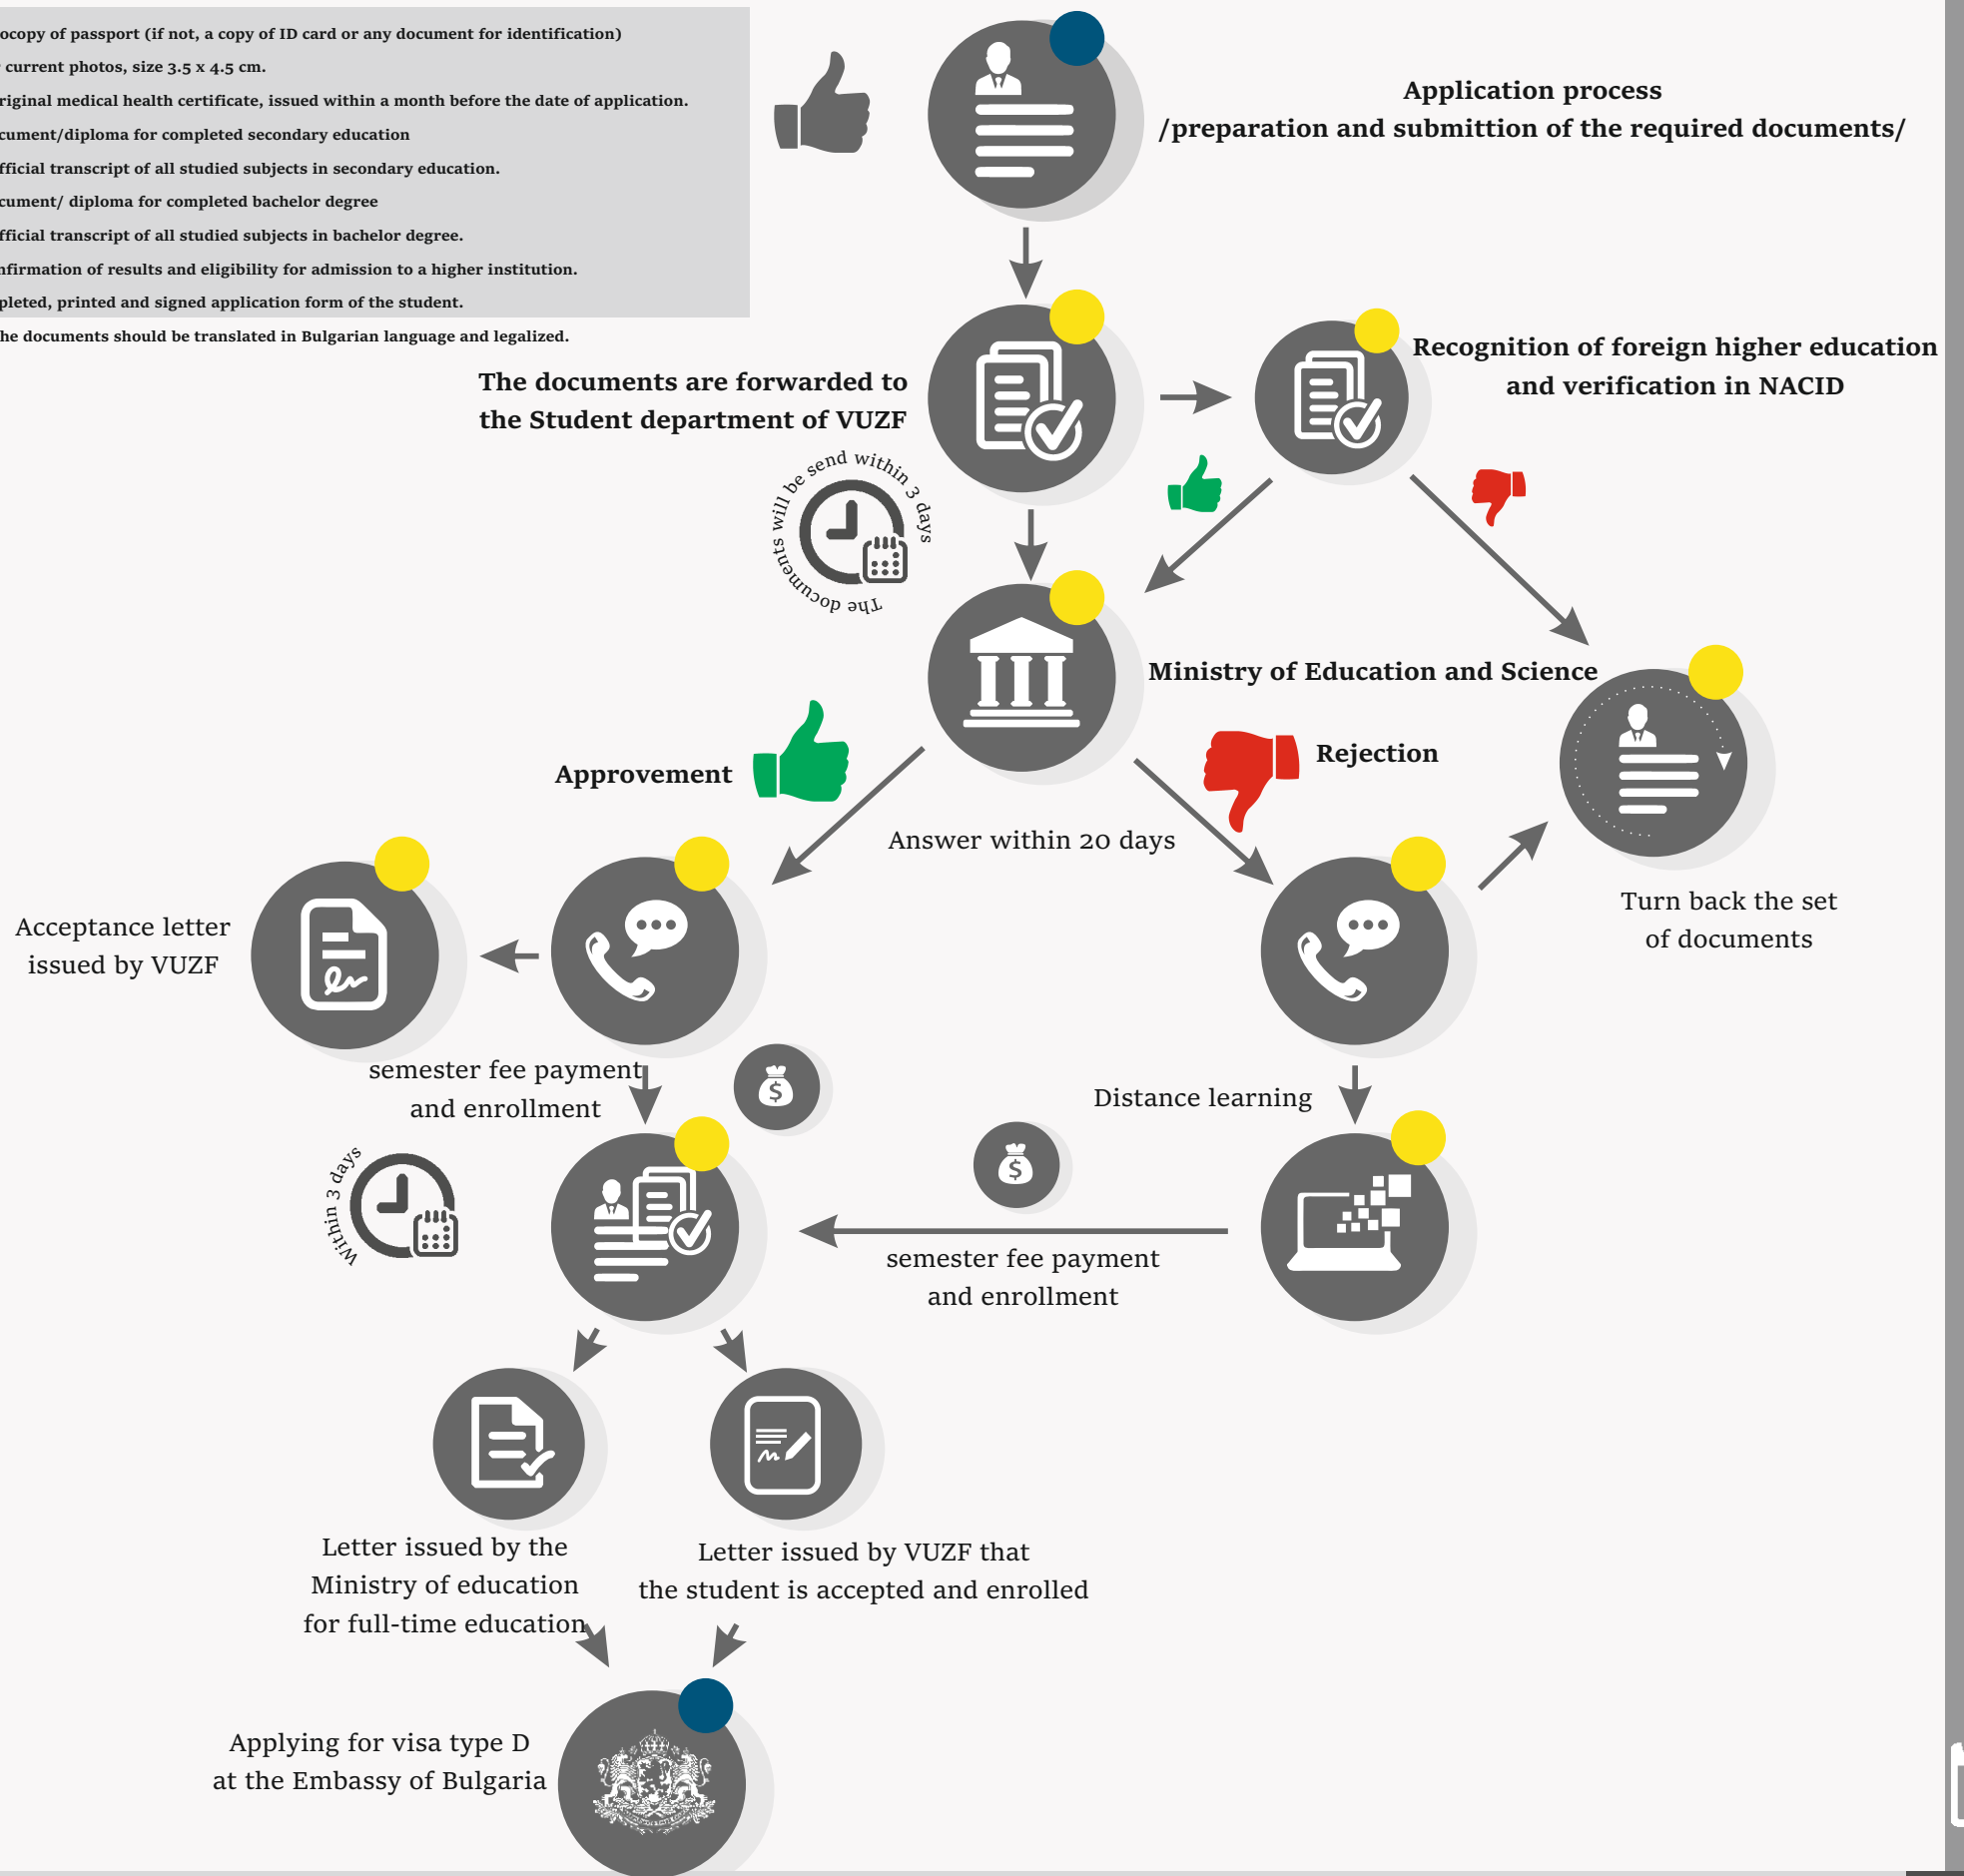 ocopy of passport (if not, a copy of ID card or any document for identification)
current photos, size 3.5 x 4.5 cm.
riginal medical health certificate, issued within a month before the date of application.
cument/diploma for completed secondary education
fficial transcript of all studied subjects in secondary education.
cument/ diploma for completed bachelor degree
fficial transcript of all studied subjects in bachelor degree.
nfirmation of results and eligibility for admission to a higher institution.
pleted, printed and signed application form of the student.
he documents should be translated in Bulgarian language and legalized.
Application process
/preparation and submittion of the required documents/
The documents are forwarded to
the Student department of VUZF
Recognition of foreign higher education
and verification in NACID
The documents will be send within 3 days
Ministry of Education and Science
Approvement
Rejection
Answer within 20 days
Turn back the set
of documents
Acceptance letter
issued by VUZF
semester fee payment
and enrollment
$
Distance learning
Within 3 days
$
semester fee payment
and enrollment
Letter issued by the
Ministry of education
for full-time education
Letter issued by VUZF that
the student is accepted and enrolled
Applying for visa type D
at the Embassy of Bulgaria